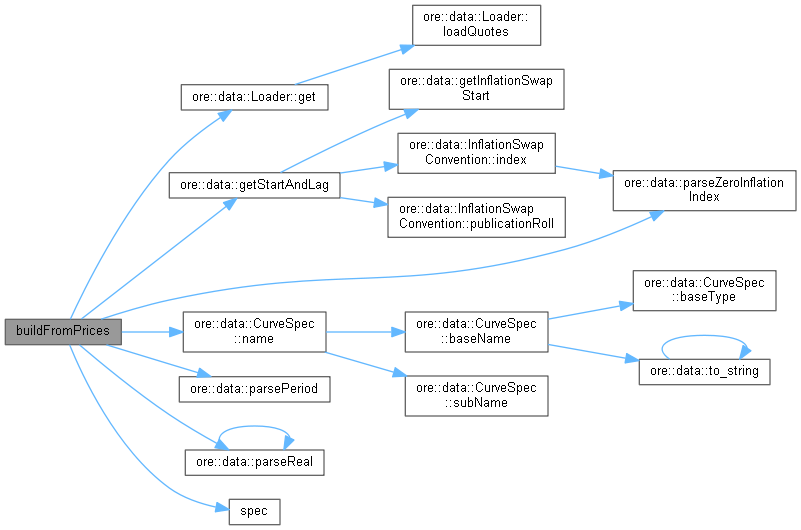 ore::data::Loader::
loadQuotes
ore::data::getInflationSwap
Start
ore::data::Loader::get
ore::data::InflationSwap
Convention::index
ore::data::getStartAndLag
ore::data::parseZeroInflation
Index
ore::data::InflationSwap
Convention::publicationRoll
ore::data::CurveSpec
::baseType
buildFromPrices
ore::data::CurveSpec
::name
ore::data::CurveSpec
::baseName
ore::data::to_string
ore::data::parsePeriod
ore::data::CurveSpec
::subName
ore::data::parseReal
spec